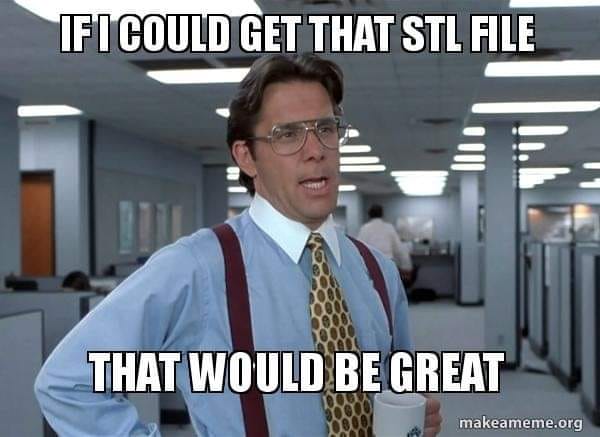 IF I COULD GET THAT STL FILE
THAT WOULD BE GREAT
makeameme.org